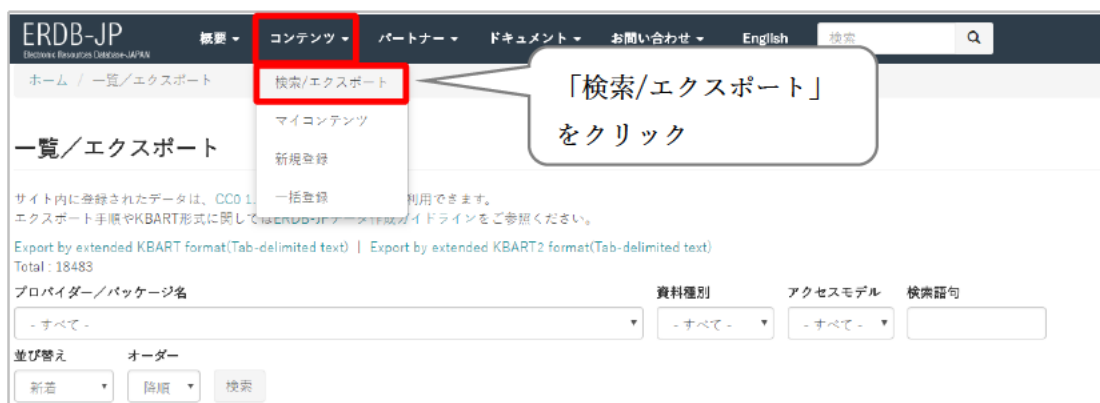 ERDB-JP
Electronic Resources Database-JAPAN
概要 コンテンツ パートナー ドキュメント お問い合わせ English 検索
ホーム / 一覧／エクスポート
検索/エクスポート
マイコンテンツ
新規登録
一括登録
「検索/エクスポート」
をクリック
一覧／エクスポート
サイト内に登録されたデータは、CC0 1. 利用できます。
エクスポート手順やKBART形式に関してはERDB-JPデータ作成ガイドラインをご参照ください。
Export by extended KBART format(Tab-delimited text) | Export by extended KBART2 format(Tab-delimited text)
Total : 18483
プロバイダー／パッケージ名 資料種別 アクセスモデル 検索語句
- すべて - - すべて - - すべて -
並び替え オーダー
新着 降順 検索